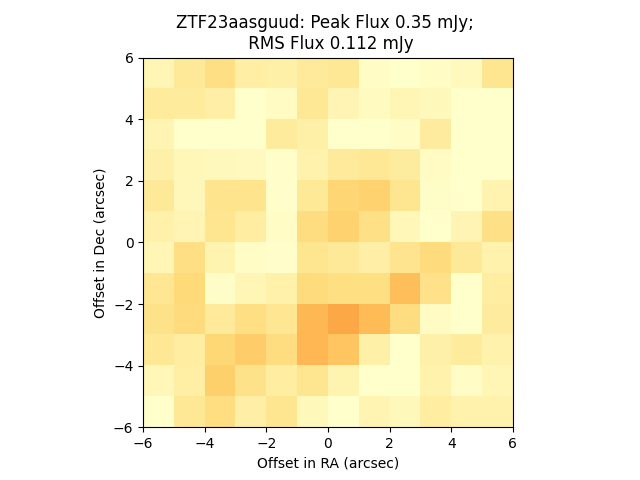 ZTF23aasguud: Peak Flux 0.35 mJy;
RMS Flux 0.112 mJy
6
4
2
0
−2
−4
−6
Offset in Dec (arcsec)
−6 −4 −2 0 2 4 6
Offset in RA (arcsec)